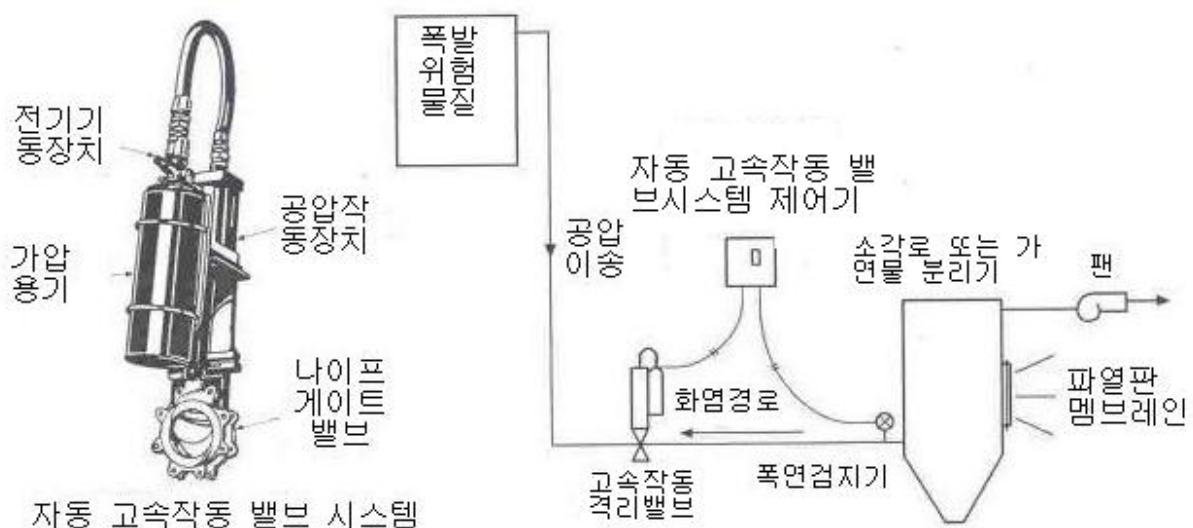 전기기
동장치
가압
용기
공압작
동장치
나이프
게이트
밸브
자동 고속작동 밸브 시스템
폭발
위험
물질
공압
이송
자동 고속작동 밸
브시스템 제어기
소각로 또는 가
연물 분리기
팬
파열판
멤브레인
화염경로
고속작동
격리밸브
폭연검지기